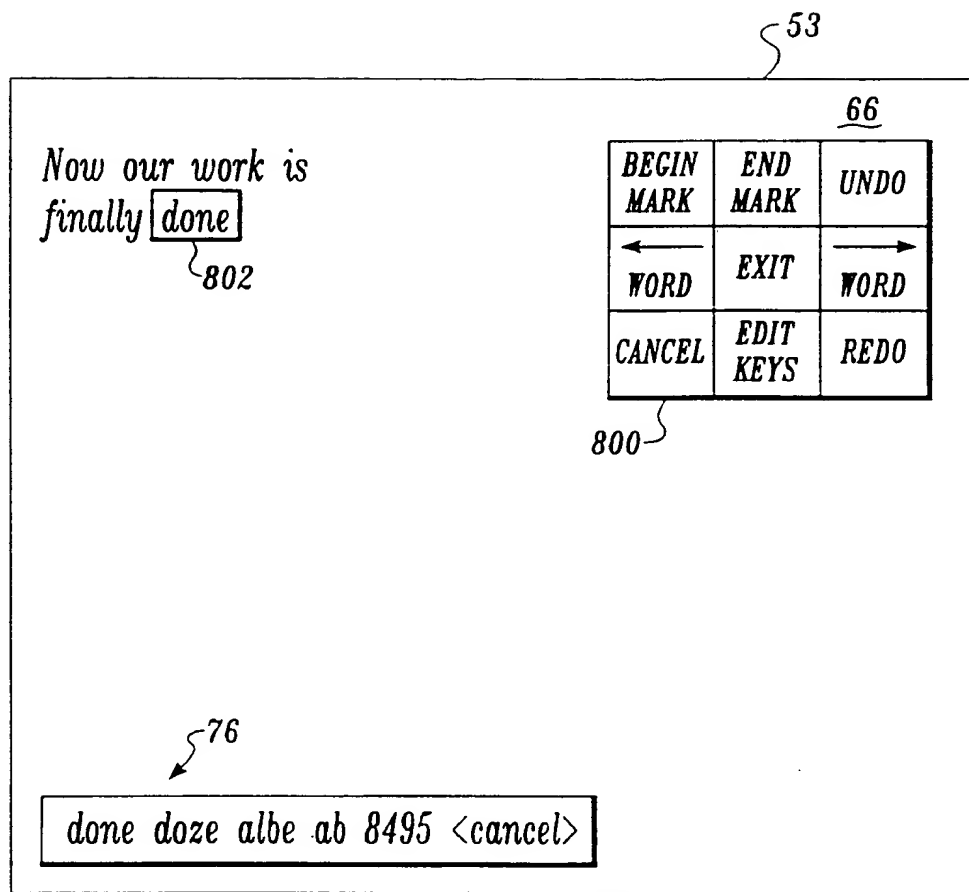 53
66
Now our work is
finally done
802
BEGIN MARK
END MARK
UNDO
← WORD
EXIT
→ WORD
CANCEL
EDIT KEYS
REDO
800
76
done doze albe ab 8495 <cancel>